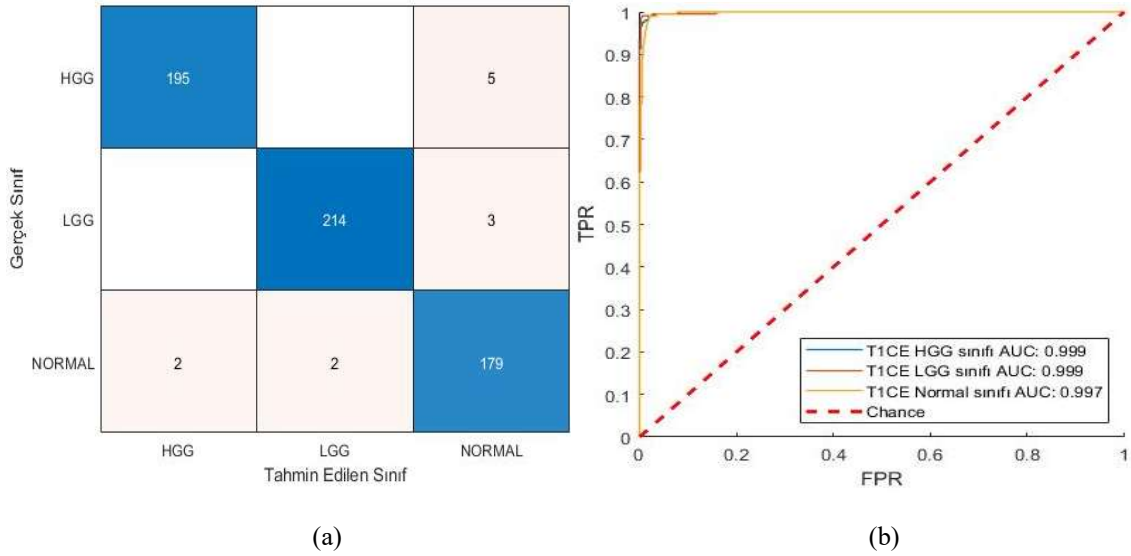 HGG
195
5
LGG
214
3
NORMAL
2
2
179
HGG
LGG
NORMAL
Gerçek Sınıf
Tahmin Edilen Sınıf
(a)
1
0.9
0.8
0.7
0.6
0.5
0.4
0.3
0.2
0.1
0
TPR
T1CE HGG sınıfı AUC: 0.999
T1CE LGG sınıfı AUC: 0.999
T1CE Normal sınıfı AUC: 0.997
Chance
0
0.2
0.4
0.6
0.8
1
FPR
(b)